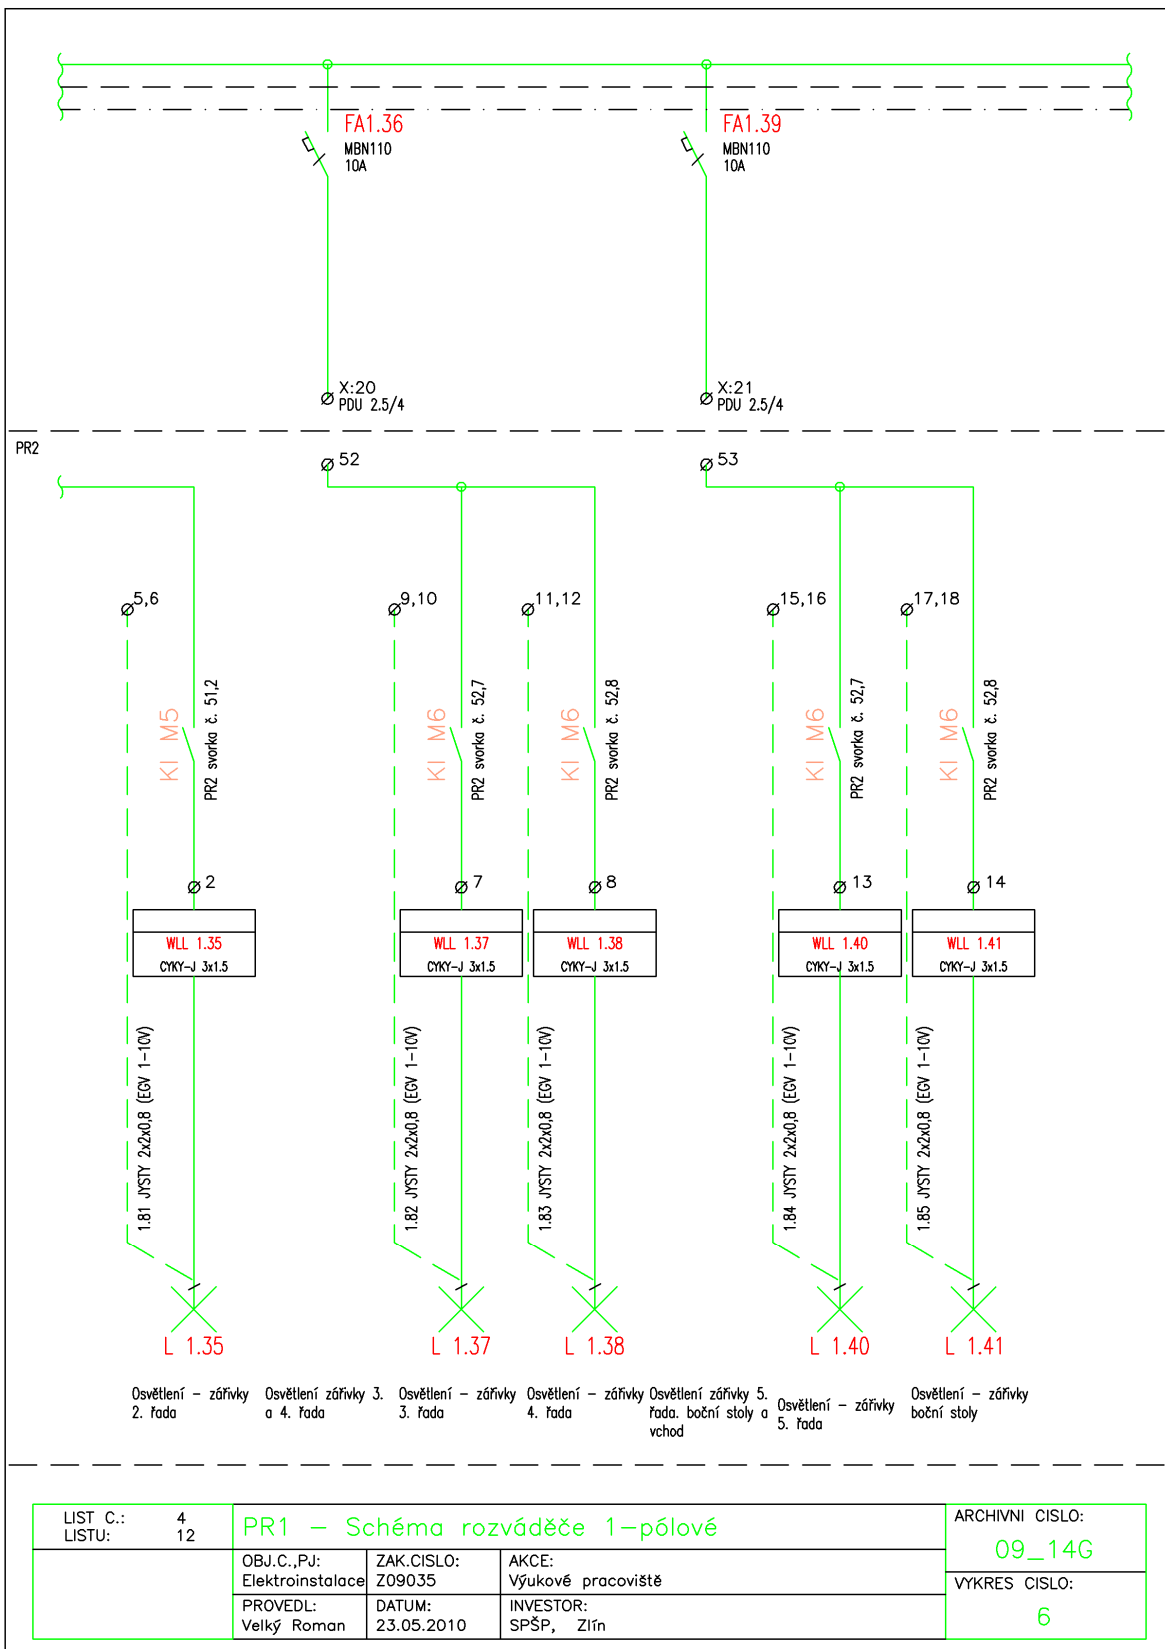 FA1.36
MBN110
10A
FA1.39
MBN110
10A
X:20
PDU 2.5/4
X:21
PDU 2.5/4
PR2
52
53
5,6
9,10
11,12
15,16
17,18
KI M5
PR2 svorka č. 51,2
KI M6
PR2 svorka č. 52,7
KI M6
PR2 svorka č. 52,8
KI M6
PR2 svorka č. 52,7
KI M6
PR2 svorka č. 52,8
2
7
8
13
14
WLL 1.35
CYKY-J 3x1.5
WLL 1.37
CYKY-J 3x1.5
WLL 1.38
CYKY-J 3x1.5
WLL 1.40
CYKY-J 3x1.5
WLL 1.41
CYKY-J 3x1.5
1.81 JYSTY 2x2x0,8 (EGV 1-10V)
1.82 JYSTY 2x2x0,8 (EGV 1-10V)
1.83 JYSTY 2x2x0,8 (EGV 1-10V)
1.84 JYSTY 2x2x0,8 (EGV 1-10V)
1.85 JYSTY 2x2x0,8 (EGV 1-10V)
L 1.35
L 1.37
L 1.38
L 1.40
L 1.41
Osvětlení - zářivky
2. řada
Osvětlení zářivky 3.
a 4. řada
Osvětlení - zářivky
3. řada
Osvětlení - zářivky
4. řada
Osvětlení zářivky 5.
řada. boční stoly a
vchod
Osvětlení - zářivky
5. řada
Osvětlení - zářivky
boční stoly
LIST C.: 4
LISTU: 12
PR1 - Schéma rozváděče 1-pólové
OBJ.C.,PJ:
Elektroinstalace
ZAK.CISLO:
Z09035
AKCE:
Výukové pracoviště
PROVEDL:
Velký Roman
DATUM:
23.05.2010
INVESTOR:
SPŠP, Zlín
ARCHIVNI CISLO:
09_14G
VYKRES CISLO:
6